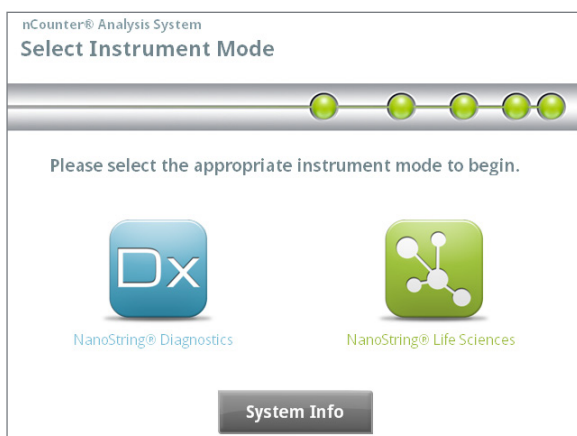 nCounter® Analysis System
Select Instrument Mode
Please select the appropriate instrument mode to begin.
Dx
NanoString® Diagnostics
NanoString® Life Sciences
System Info